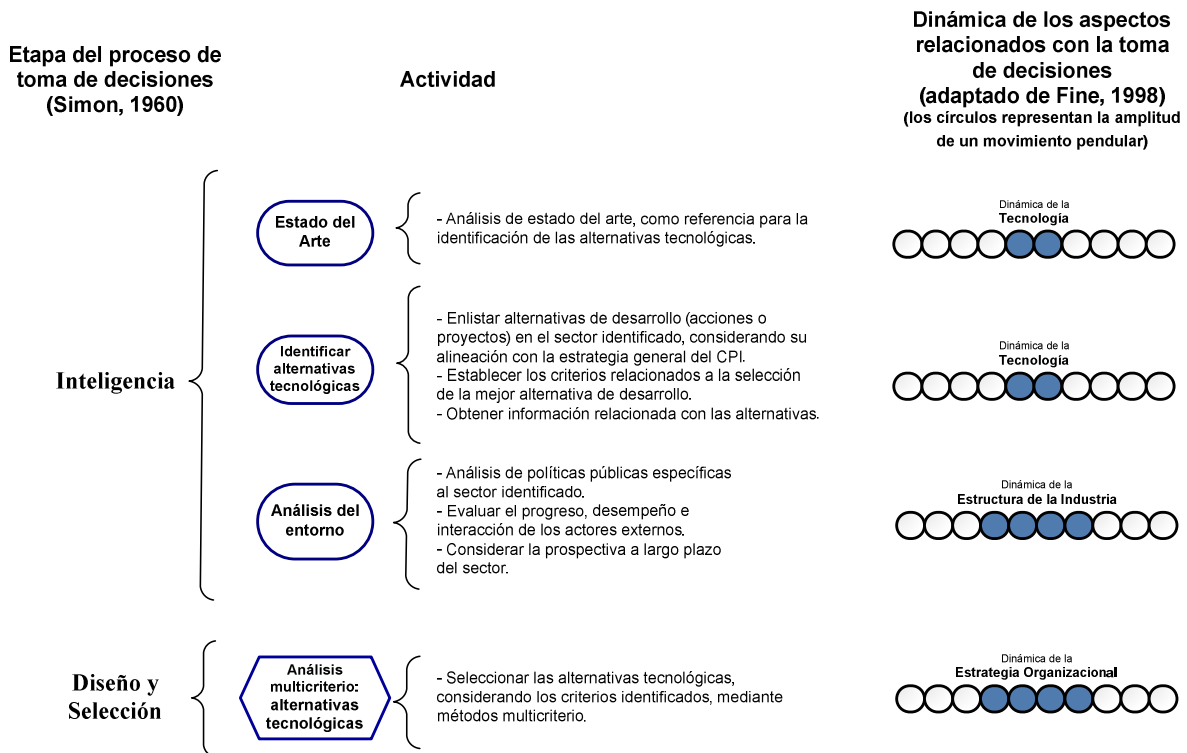 Etapa del proceso de
toma de decisiones
(Simon, 1960)
Actividad
Dinámica de los aspectos
relacionados con la toma
de decisiones
(adaptado de Fine, 1998)
(los círculos representan la amplitud
de un movimiento pendular)
Inteligencia
Estado del
Arte
- Análisis de estado del arte, como referencia para la
identificación de las alternativas tecnológicas.
Dinámica de la
Tecnología
Identificar
alternativas
tecnológicas
- Enlistar alternativas de desarrollo (acciones o
proyectos) en el sector identificado, considerando su
alineación con la estrategia general del CPI.
- Establecer los criterios relacionados a la selección
de la mejor alternativa de desarrollo.
- Obtener información relacionada con las alternativas.
Dinámica de la
Tecnología
Análisis del
entorno
- Análisis de políticas públicas específicas
al sector identificado.
- Evaluar el progreso, desempeño e
interacción de los actores externos.
- Considerar la prospectiva a largo plazo
del sector.
Dinámica de la
Estructura de la Industria
Diseño y
Selección
Análisis
multicriterio:
alternativas
tecnológicas
- Seleccionar las alternativas tecnológicas,
considerando los criterios identificados, mediante
métodos multicriterio.
Dinámica de la
Estrategia Organizacional